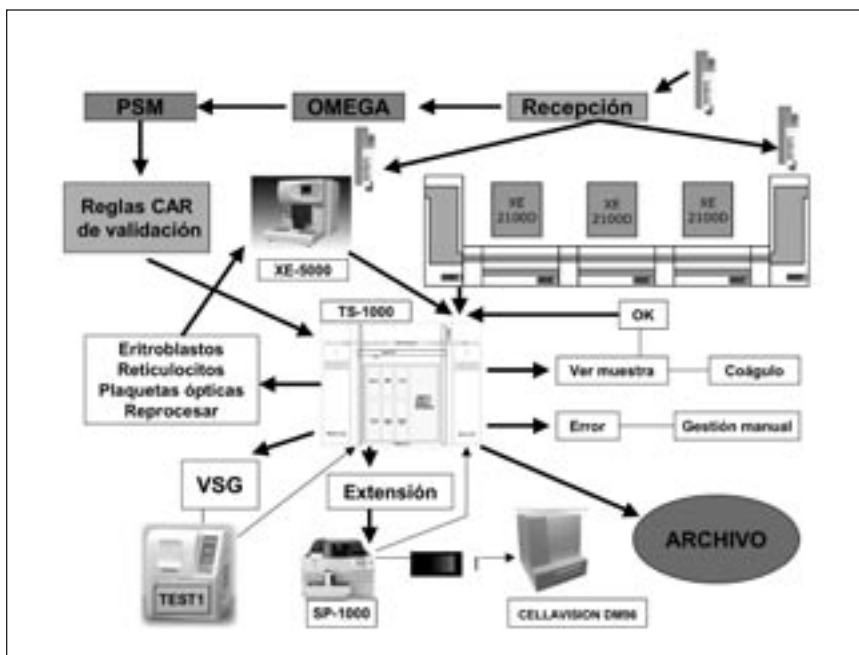 PSM
OMEGA
Recepción
Reglas CAR
de validación
XE-5000
XE
2100D
XE
2100D
XE
2100D
TS-1000
OK
Eritroblastos
Reticulocitos
Plaquetas ópticas
Reprocesar
Ver muestra
Coágulo
Error
Gestión manual
VSG
Extensión
ARCHIVO
TEST1
SP-1000
CELLAVISION DM96